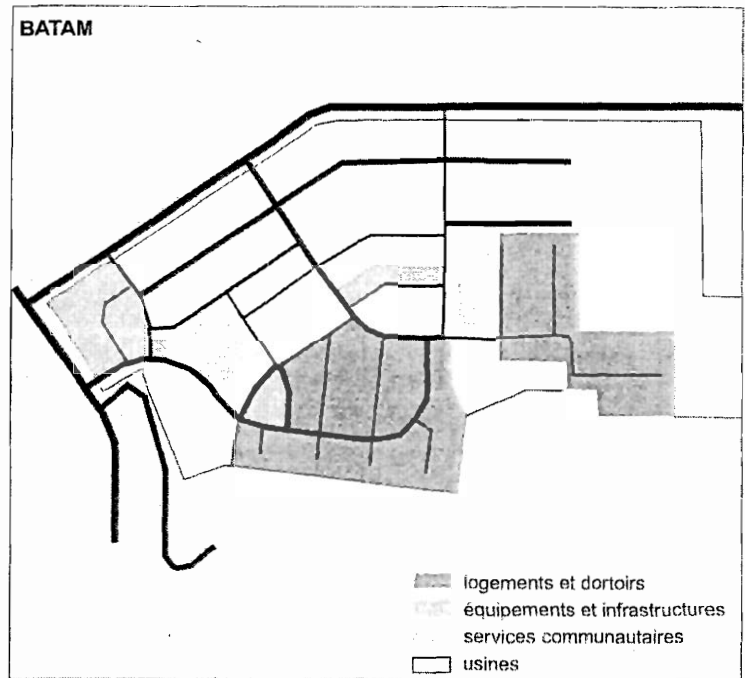 BATAM
logements et dortoirs
équipements et infrastructures
services communautaires
usines